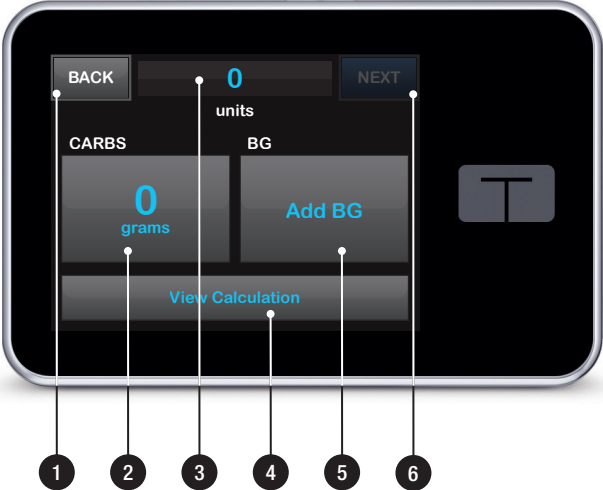 BACK
0
NEXT
units
CARBS
BG
0
grams
Add BG
View Calculation
1 2 3 4 5 6